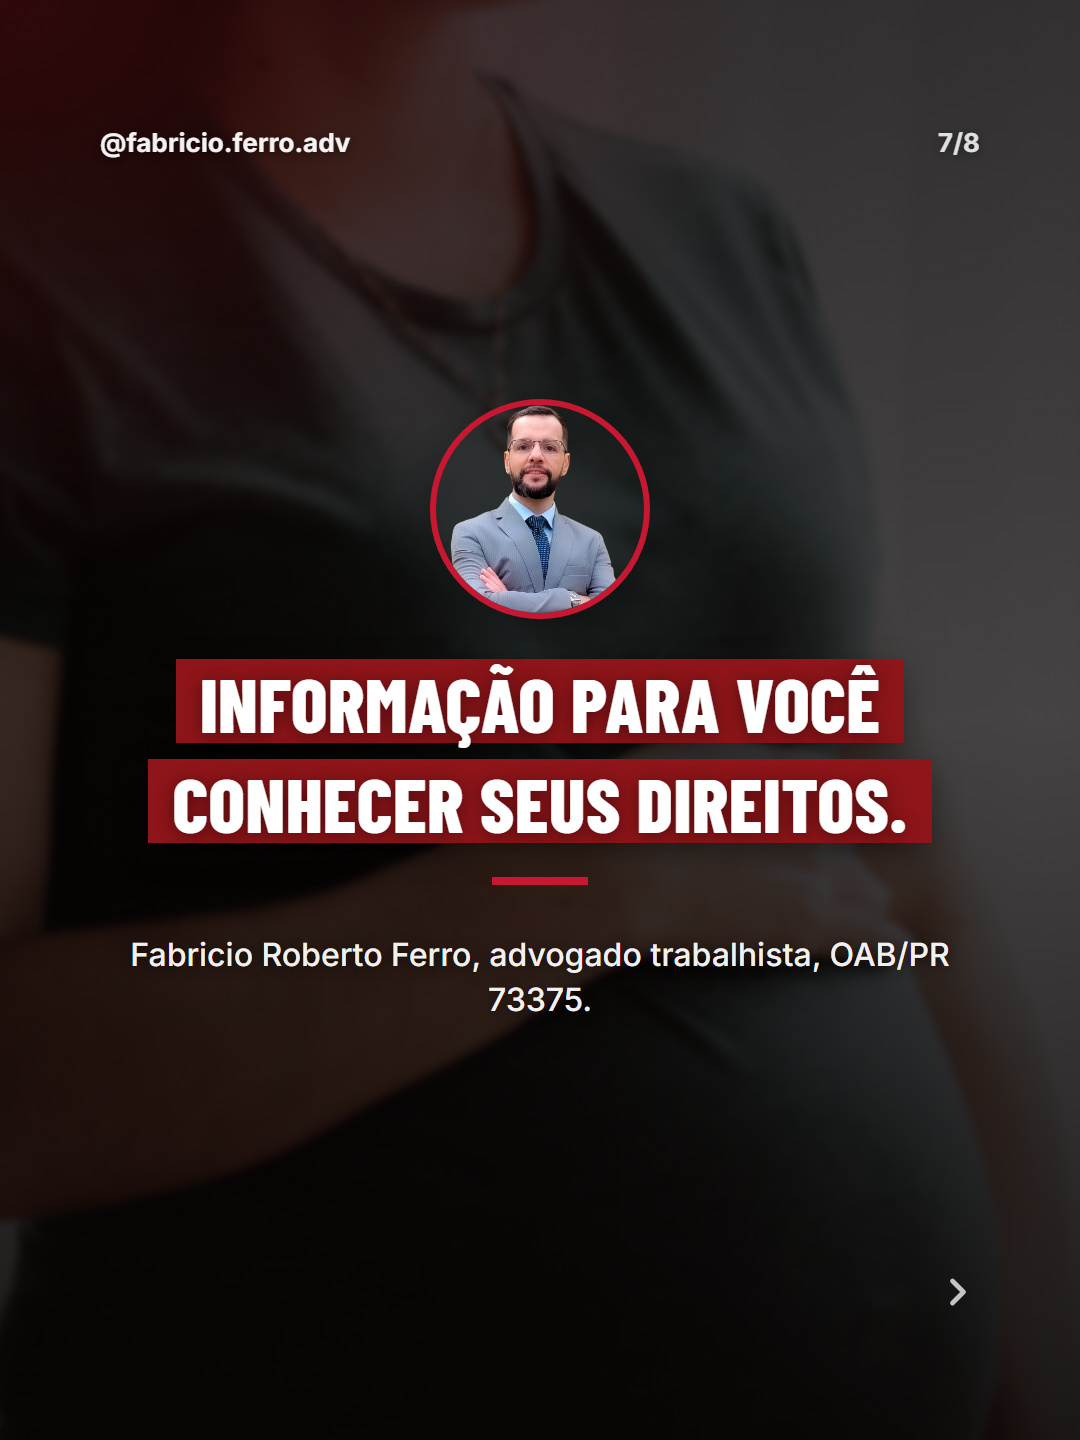 @fabricio.ferro.adv
7/8
INFORMAÇÃO PARA VOCÊ
CONHECER SEUS DIREITOS.
Fabricio Roberto Ferro, advogado trabalhista, OAB/PR
73375.